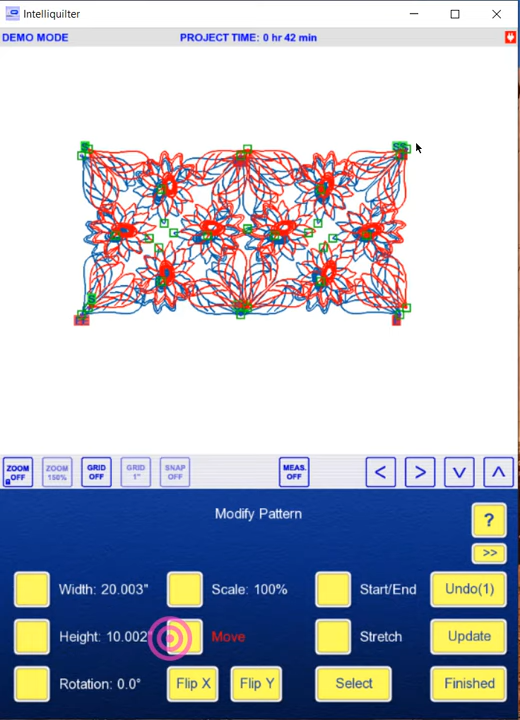 Intelliquilter
DEMO MODE PROJECT TIME: 0 hr 42 min
ZOOM OFF
ZOOM 150%
GRID OFF
GRID 1"
SNAP OFF
MEAS. OFF
< > v ^
Modify Pattern
?
>>
Width: 20.003" Scale: 100% Start/End Undo(1)
Height: 10.002" Move Stretch Update
Rotation: 0.0° Flip X Flip Y Select Finished